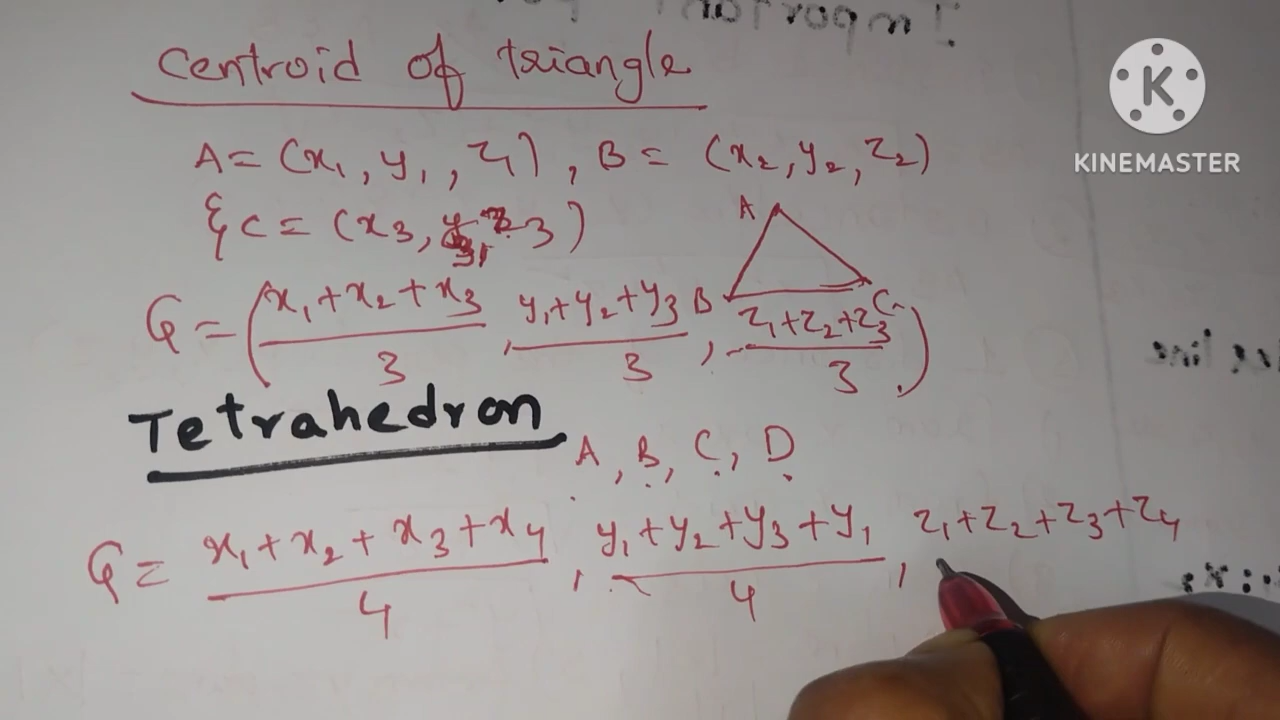 Centroid of triangle
KINEMASTER
A = (x₁, y₁, z₁), B = (x₂, y₂, z₂)
& C = (x₃, y₃, z₃)
A
B
C
G = (x₁+x₂+x₃/3, y₁+y₂+y₃/3, z₁+z₂+z₃/3)
Tetrahedron
A, B, C, D
G = x₁+x₂+x₃+x₄/4, y₁+y₂+y₃+y₁/4, z₁+z₂+z₃+z₄